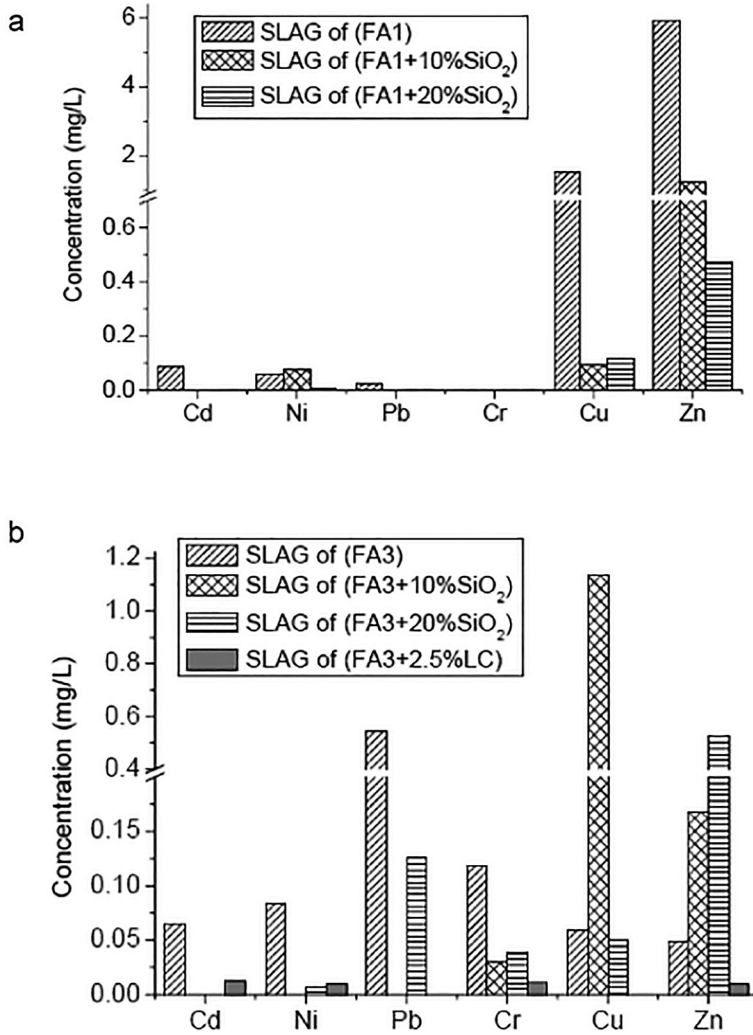 a
SLAG of (FA1)
SLAG of (FA1+10%SiO₂)
SLAG of (FA1+20%SiO₂)
Concentration (mg/L)
6
4
2
0.6
0.4
0.2
0.0
Cd Ni Pb Cr Cu Zn
b
SLAG of (FA3)
SLAG of (FA3+10%SiO₂)
SLAG of (FA3+20%SiO₂)
SLAG of (FA3+2.5%LC)
Concentration (mg/L)
1.2
1.0
0.8
0.6
0.4
0.15
0.10
0.05
0.00
Cd Ni Pb Cr Cu Zn